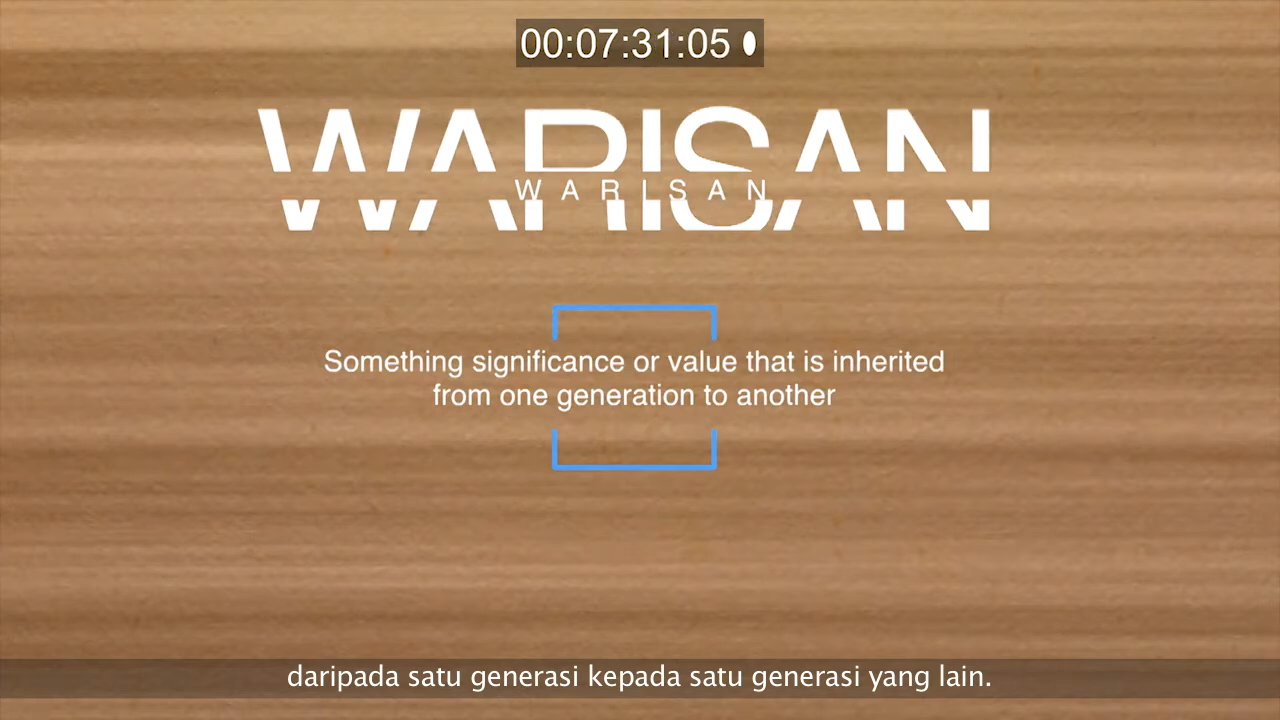 00:07:31:05
WARISAN
WARISAN
Something significance or value that is inherited
from one generation to another
daripada satu generasi kepada satu generasi yang lain.